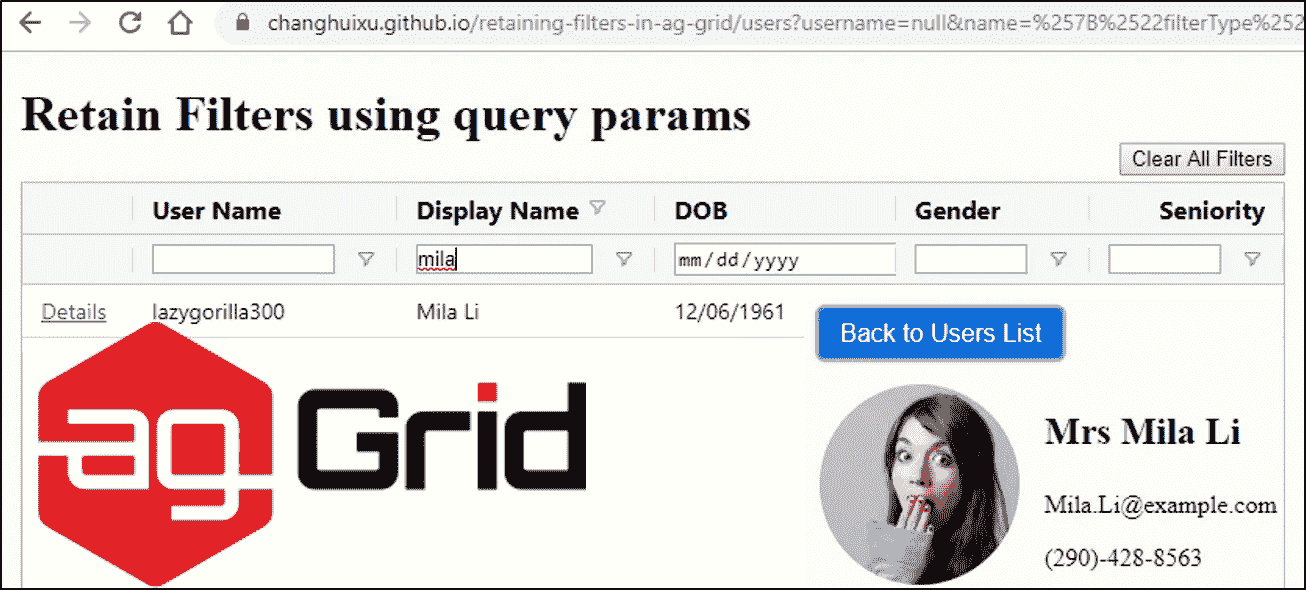 changhuixu.github.io/retaining-filters-in-ag-grid/users?username=null&name=%257B%2522filterType%252
Retain Filters using query params
Clear All Filters
User Name Display Name DOB Gender Seniority
mila mm/dd/yyyy
Details lazygorilla300 Mila Li 12/06/1961
Back to Users List
ag Grid
Mrs Mila Li
Mila.Li@example.com
(290)-428-8563